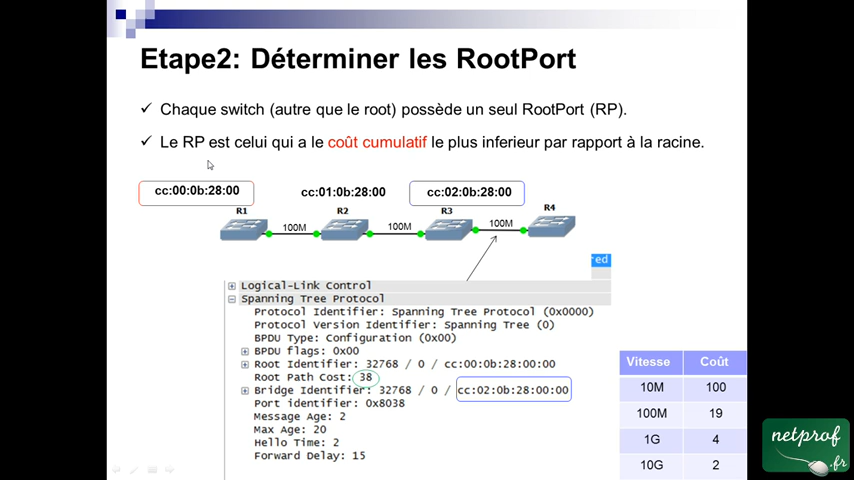 Etape2: Déterminer les RootPort
Chaque switch (autre que le root) possède un seul RootPort (RP).
Le RP est celui qui a le coût cumulatif le plus inferieur par rapport à la racine.
cc:00:0b:28:00 cc:01:0b:28:00 cc:02:0b:28:00
R1 R2 R3 R4
100M 100M 100M
red
Logical-Link Control
Spanning Tree Protocol
Protocol Identifier: Spanning Tree Protocol (0x0000)
Protocol Version Identifier: Spanning Tree (0)
BPDU Type: Configuration (0x00)
BPDU flags: 0x00
Root Identifier: 32768 / 0 / cc:00:0b:28:00:00
Root Path Cost: 38
Bridge Identifier: 32768 / 0 / cc:02:0b:28:00:00
Port identifier: 0x8038
Message Age: 2
Max Age: 20
Hello Time: 2
Forward Delay: 15
Vitesse Coût
10M 100
100M 19
1G 4
10G 2
netprof
.fr